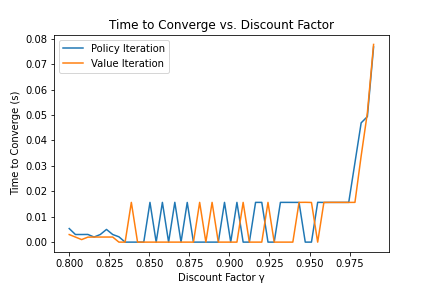 Time to Converge vs. Discount Factor
Policy Iteration
Value Iteration
Time to Converge (s)
0.08
0.07
0.06
0.05
0.04
0.03
0.02
0.01
0.00
0.800 0.825 0.850 0.875 0.900 0.925 0.950 0.975
Discount Factor γ